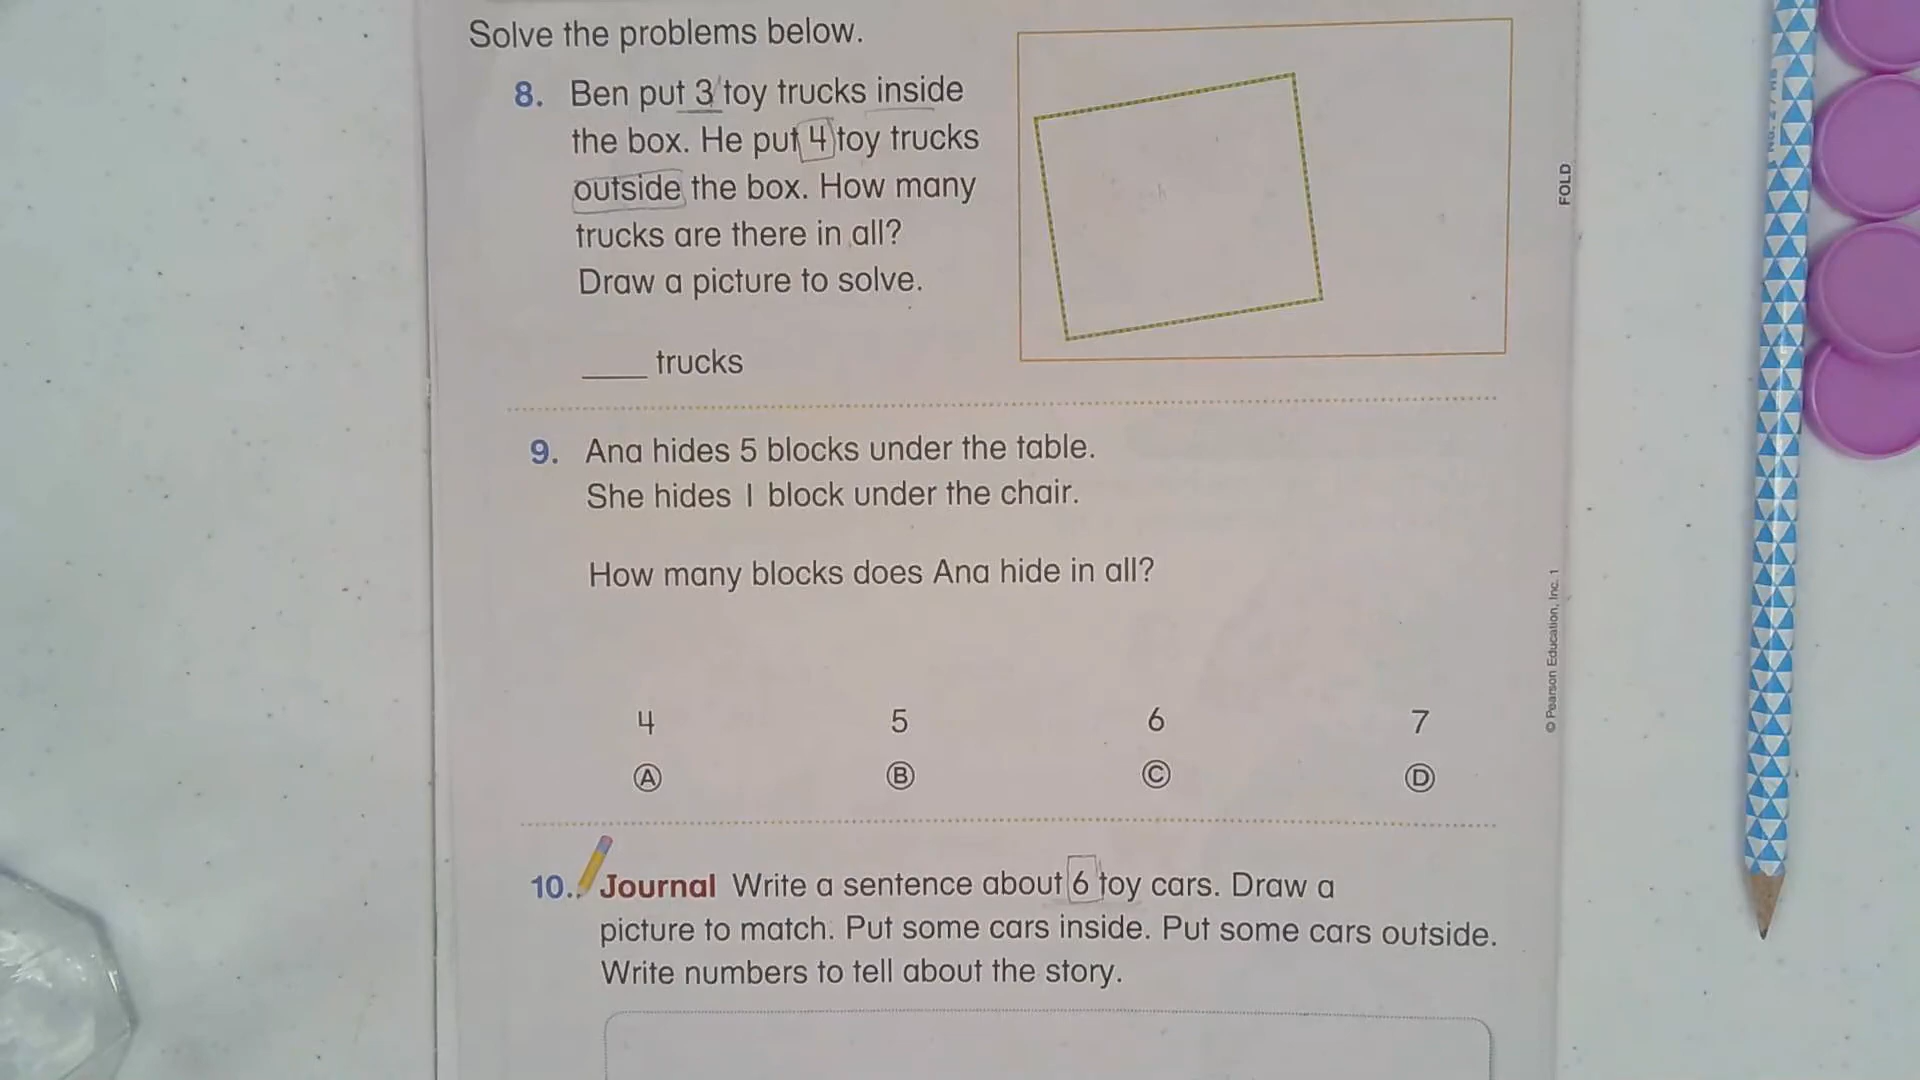 Solve the problems below.
8. Ben put 3 toy trucks inside
the box. He put 4 toy trucks
outside the box. How many
trucks are there in all?
Draw a picture to solve.
____ trucks
9. Ana hides 5 blocks under the table.
She hides 1 block under the chair.
How many blocks does Ana hide in all?
4 5 6 7
A B C D
10. Journal Write a sentence about 6 toy cars. Draw a
picture to match. Put some cars inside. Put some cars outside.
Write numbers to tell about the story.
FOLD
© Pearson Education, Inc. 1